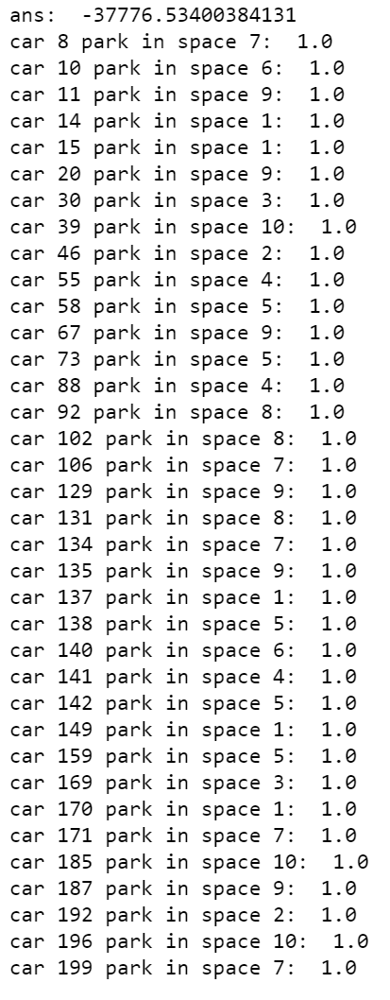 ans:  -37776.53400384131
car 8 park in space 7:  1.0
car 10 park in space 6:  1.0
car 11 park in space 9:  1.0
car 14 park in space 1:  1.0
car 15 park in space 1:  1.0
car 20 park in space 9:  1.0
car 30 park in space 3:  1.0
car 39 park in space 10:  1.0
car 46 park in space 2:  1.0
car 55 park in space 4:  1.0
car 58 park in space 5:  1.0
car 67 park in space 9:  1.0
car 73 park in space 5:  1.0
car 88 park in space 4:  1.0
car 92 park in space 8:  1.0
car 102 park in space 8:  1.0
car 106 park in space 7:  1.0
car 129 park in space 9:  1.0
car 131 park in space 8:  1.0
car 134 park in space 7:  1.0
car 135 park in space 9:  1.0
car 137 park in space 1:  1.0
car 138 park in space 5:  1.0
car 140 park in space 6:  1.0
car 141 park in space 4:  1.0
car 142 park in space 5:  1.0
car 149 park in space 1:  1.0
car 159 park in space 5:  1.0
car 169 park in space 3:  1.0
car 170 park in space 1:  1.0
car 171 park in space 7:  1.0
car 185 park in space 10:  1.0
car 187 park in space 9:  1.0
car 192 park in space 2:  1.0
car 196 park in space 10:  1.0
car 199 park in space 7:  1.0